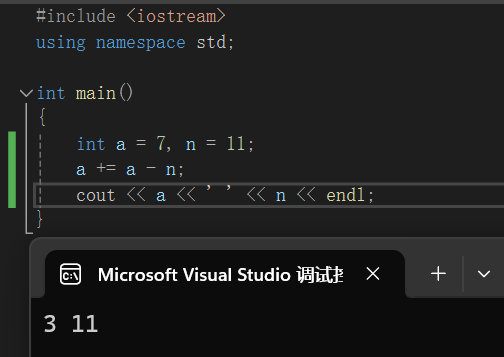 #include <iostream>
using namespace std;
int main()
{
int a = 7, n = 11;
a += a - n;
cout << a << ' ' << n << endl;
}
Microsoft Visual Studio 调试
3 11